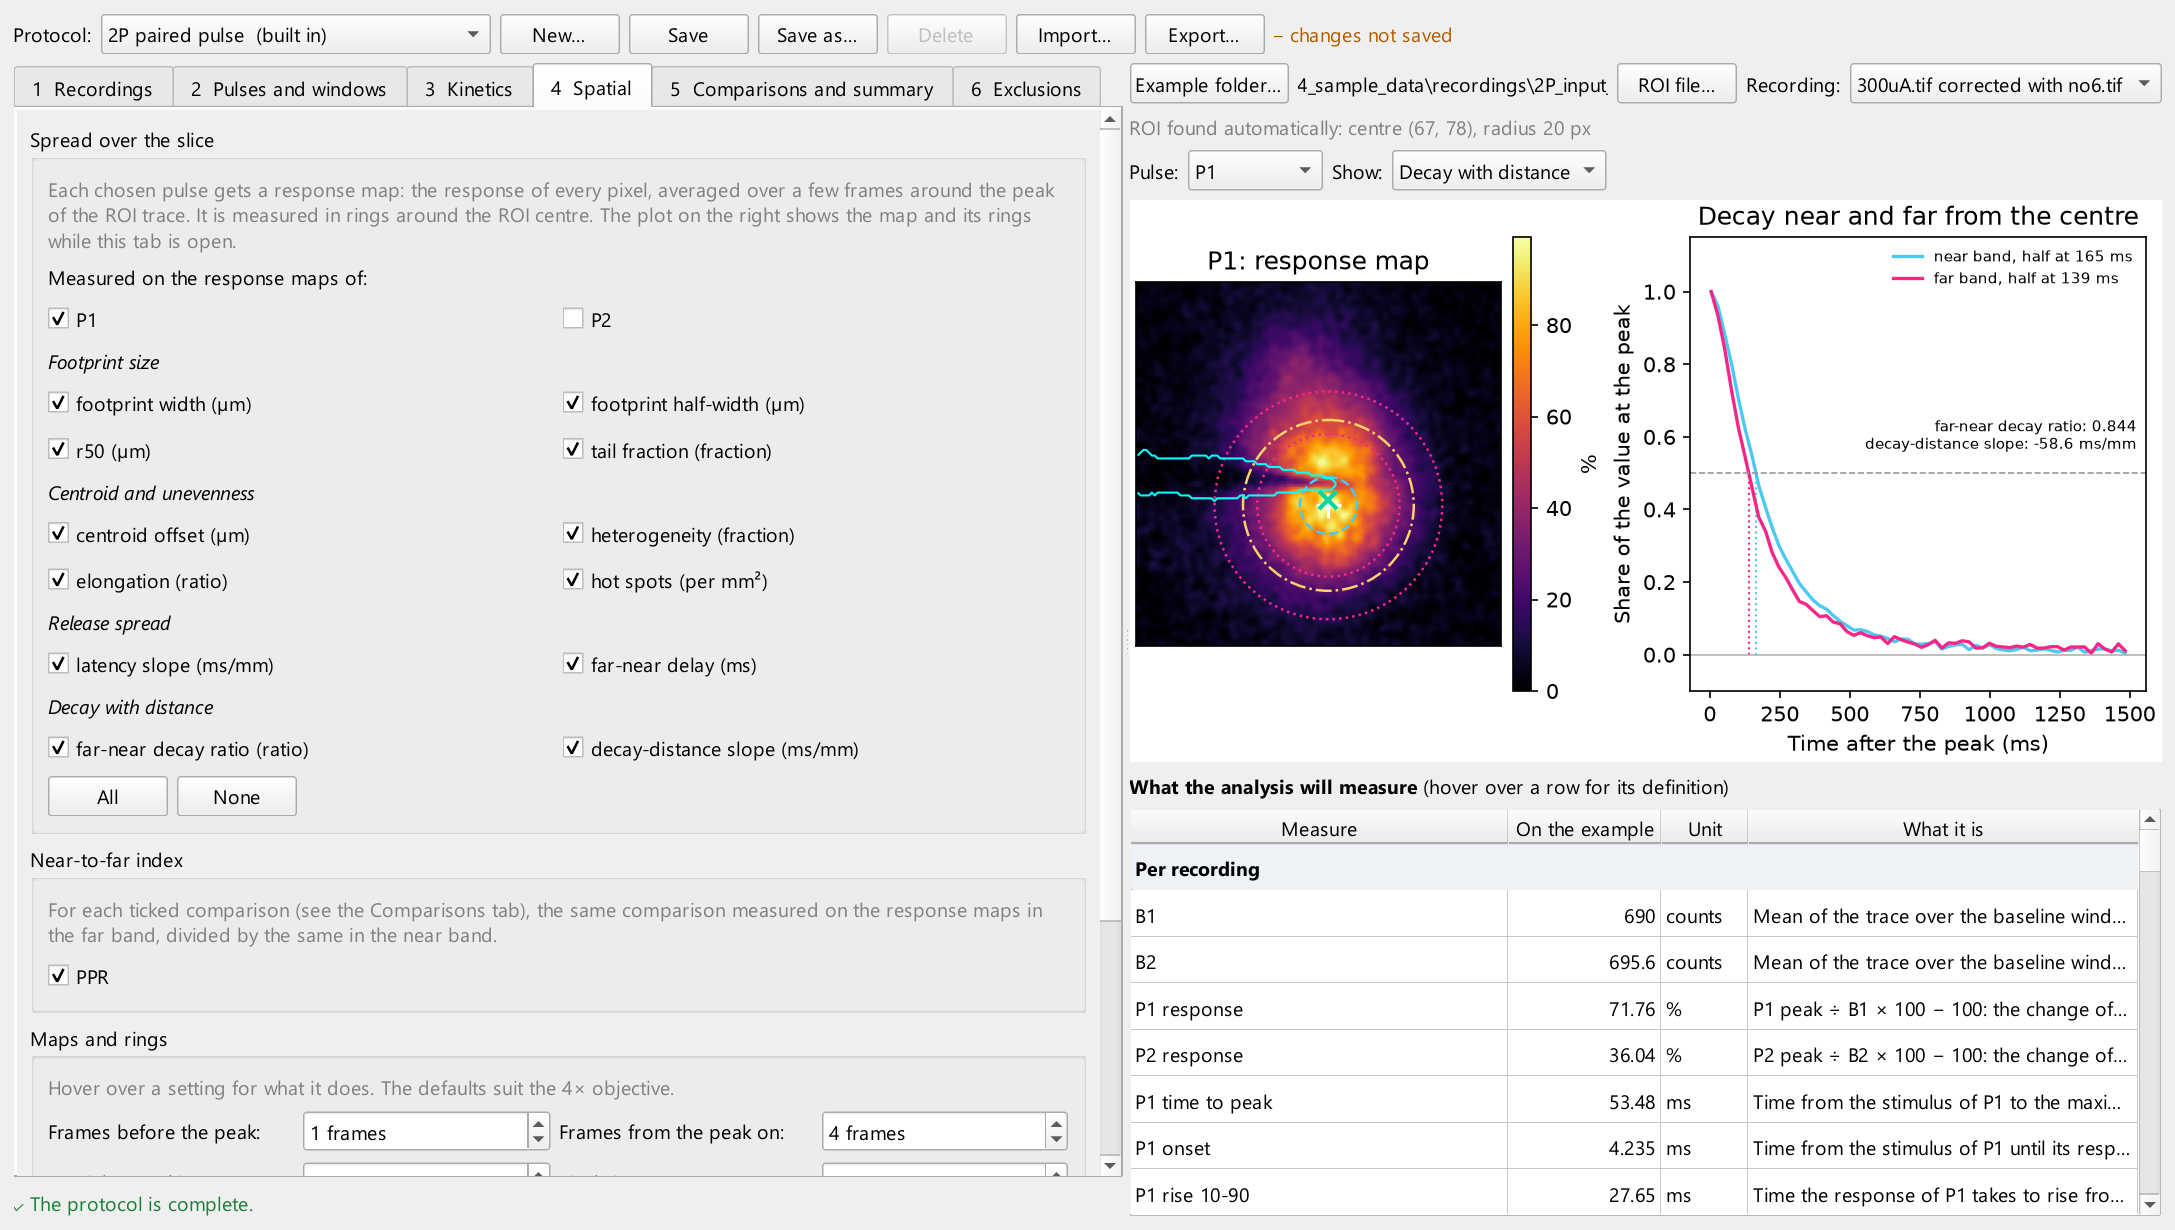 Protocol: 2P paired pulse (built in) New... Save Save as... Delete Import... Export... – changes not saved
1 Recordings 2 Pulses and windows 3 Kinetics 4 Spatial 5 Comparisons and summary 6 Exclusions
Spread over the slice
Each chosen pulse gets a response map: the response of every pixel, averaged over a few frames around the peak
of the ROI trace. It is measured in rings around the ROI centre. The plot on the right shows the map and its rings
while this tab is open.
Measured on the response maps of:
P1 P2
Footprint size
footprint width (µm) footprint half-width (µm)
r50 (µm) tail fraction (fraction)
Centroid and unevenness
centroid offset (µm) heterogeneity (fraction)
elongation (ratio) hot spots (per mm²)
Release spread
latency slope (ms/mm) far-near delay (ms)
Decay with distance
far-near decay ratio (ratio) decay-distance slope (ms/mm)
All None
Near-to-far index
For each ticked comparison (see the Comparisons tab), the same comparison measured on the response maps in
the far band, divided by the same in the near band.
PPR
Maps and rings
Hover over a setting for what it does. The defaults suit the 4× objective.
Frames before the peak: 1 frames Frames from the peak on: 4 frames
The protocol is complete.
Example folder... 4_sample_data\recordings\2P_input ROI file... Recording: 300uA.tif corrected with no6.tif
ROI found automatically: centre (67, 78), radius 20 px
Pulse: P1 Show: Decay with distance
P1: response map
80
60
40
20
0
%
Decay near and far from the centre
near band, half at 165 ms
far band, half at 139 ms
far-near decay ratio: 0.844
decay-distance slope: -58.6 ms/mm
Share of the value at the peak
1.0
0.8
0.6
0.4
0.2
0.0
0 250 500 750 1000 1250 1500
Time after the peak (ms)
What the analysis will measure (hover over a row for its definition)
Measure On the example Unit What it is
Per recording
B1 690 counts Mean of the trace over the baseline wind...
B2 695.6 counts Mean of the trace over the baseline wind...
P1 response 71.76 % P1 peak ÷ B1 × 100 − 100: the change of...
P2 response 36.04 % P2 peak ÷ B2 × 100 − 100: the change of...
P1 time to peak 53.48 ms Time from the stimulus of P1 to the maxi...
P1 onset 4.235 ms Time from the stimulus of P1 until its resp...
P1 rise 10-90 27.65 ms Time the response of P1 takes to rise fro...